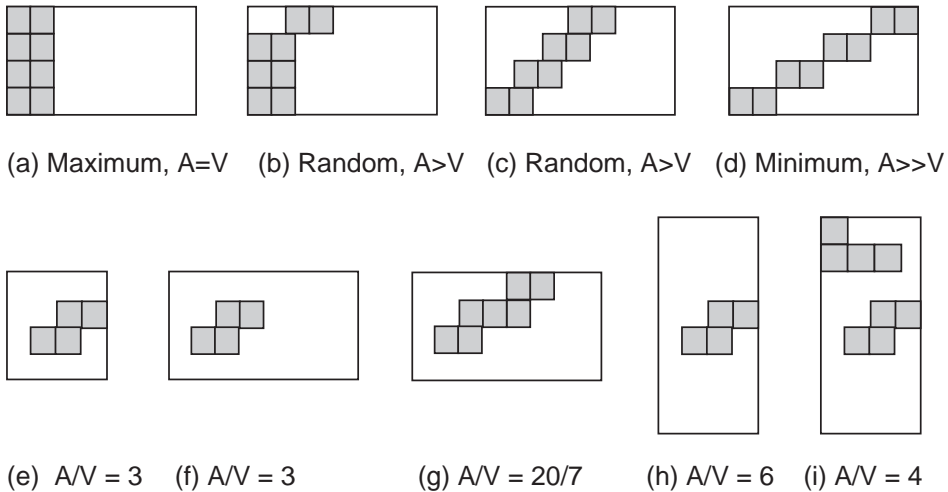 (a) Maximum, A=V (b) Random, A>V (c) Random, A>V (d) Minimum, A>>V
(e) A/V = 3 (f) A/V = 3 (g) A/V = 20/7 (h) A/V = 6 (i) A/V = 4